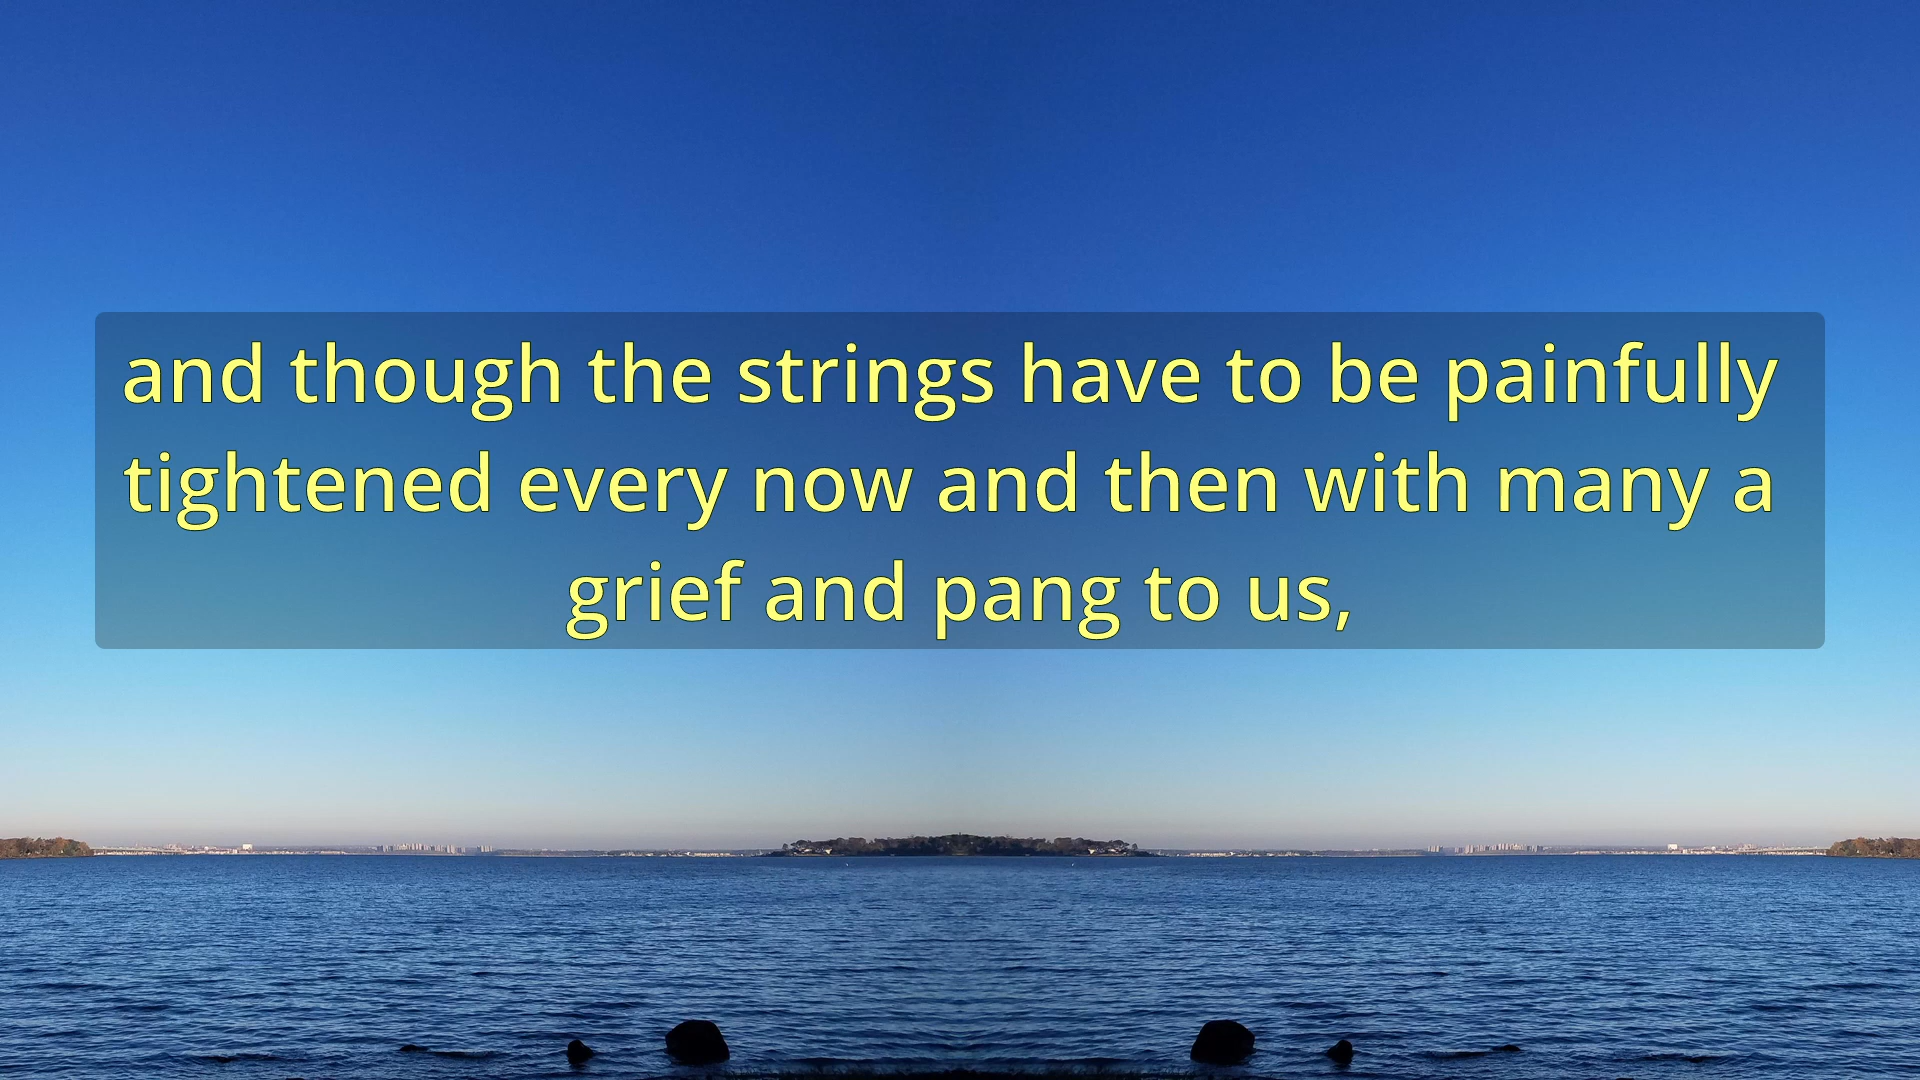 and though the strings have to be painfully
tightened every now and then with many a
grief and pang to us,